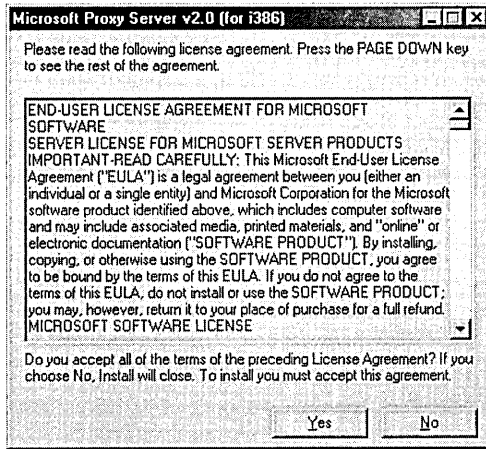 Microsoft Proxy Server v2.0 (for i386)
Please read the following license agreement. Press the PAGE DOWN key
to see the rest of the agreement.
END-USER LICENSE AGREEMENT FOR MICROSOFT
SOFTWARE
SERVER LICENSE FOR MICROSOFT SERVER PRODUCTS
IMPORTANT-READ CAREFULLY: This Microsoft End-User License
Agreement ("EULA") is a legal agreement between you (either an
individual or a single entity) and Microsoft Corporation for the Microsoft
software product identified above, which includes computer software
and may include associated media, printed materials, and "online" or
electronic documentation ("SOFTWARE PRODUCT"). By installing,
copying, or otherwise using the SOFTWARE PRODUCT, you agree
to be bound by the terms of this EULA. If you do not agree to the
terms of this EULA, do not install or use the SOFTWARE PRODUCT;
you may, however, return it to your place of purchase for a full refund.
MICROSOFT SOFTWARE LICENSE
Do you accept all of the terms of the preceding License Agreement? If you
choose No, Install will close. To install you must accept this agreement.
Yes No